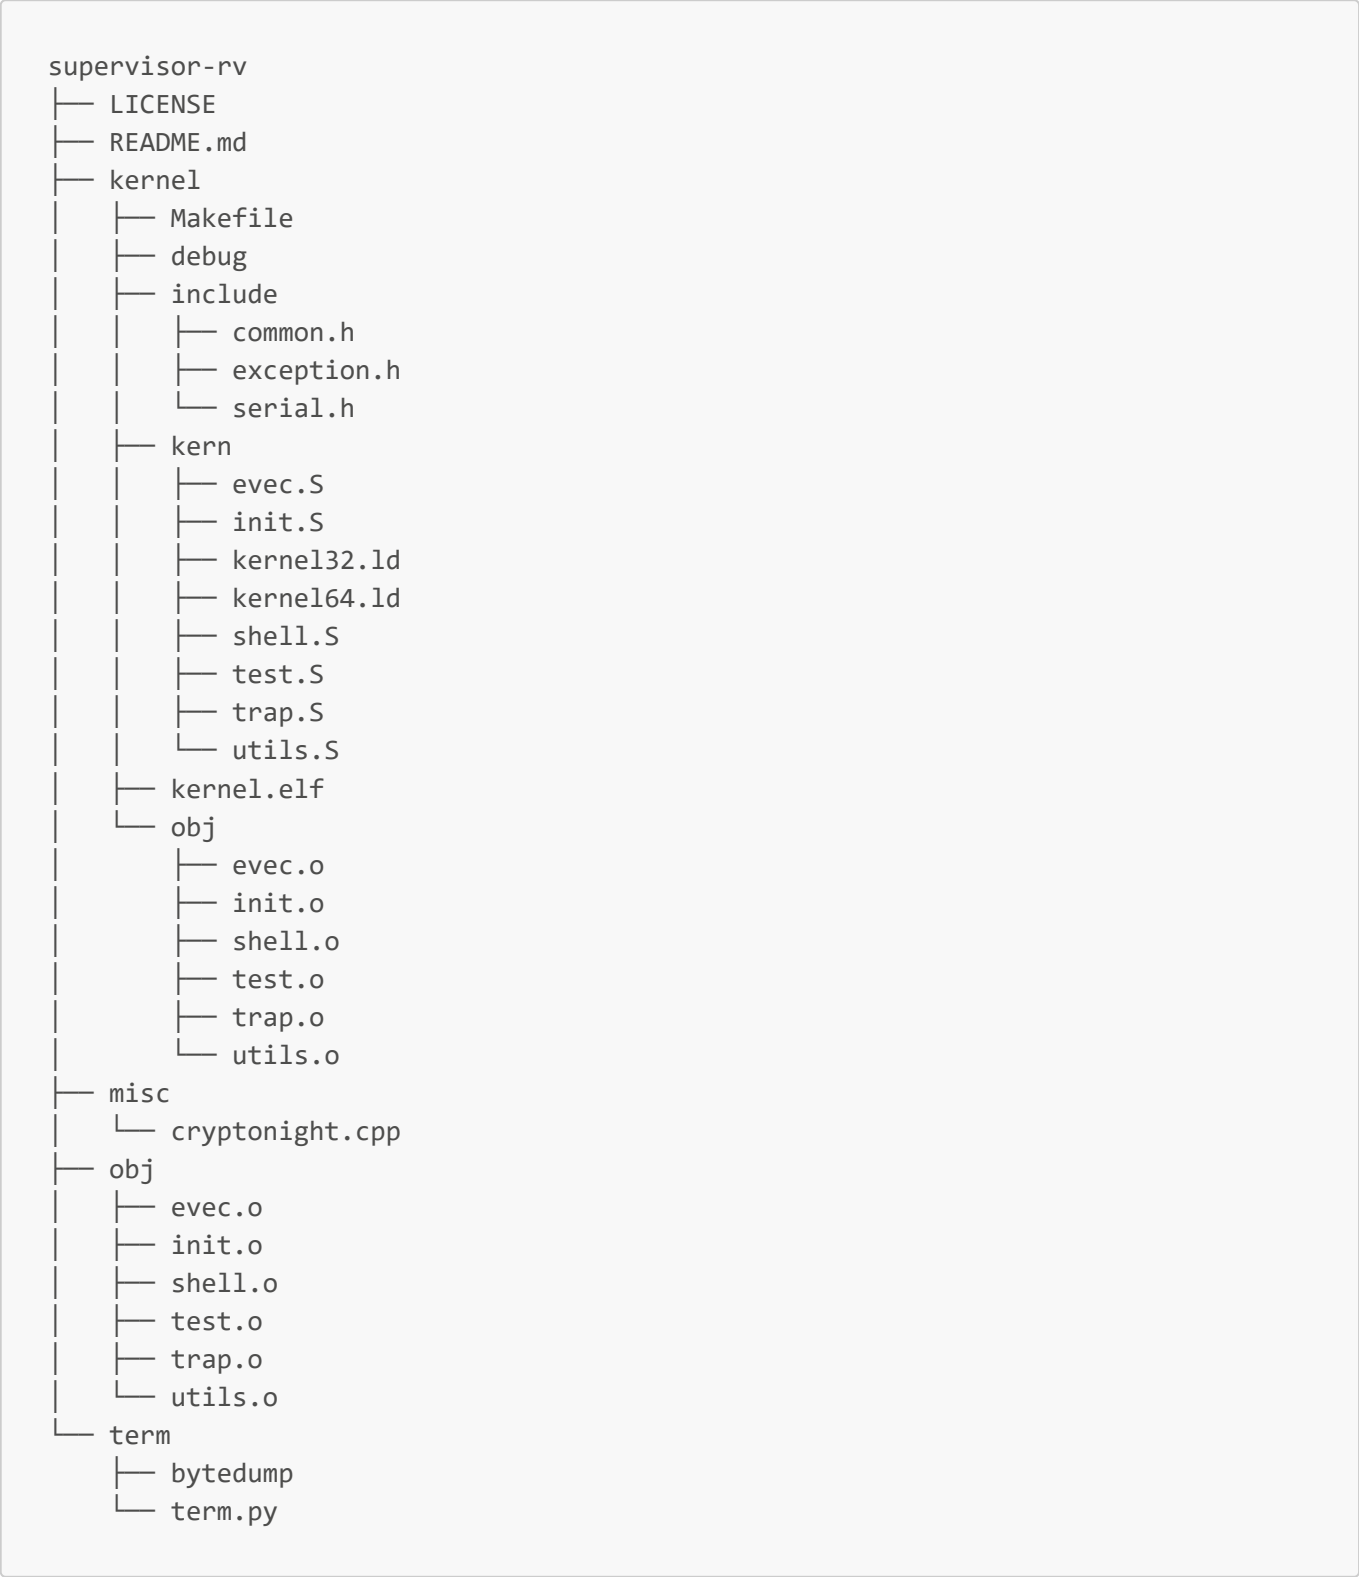 supervisor-rv
├── LICENSE
├── README.md
├── kernel
│   ├── Makefile
│   ├── debug
│   ├── include
│   │   ├── common.h
│   │   ├── exception.h
│   │   └── serial.h
│   ├── kern
│   │   ├── evec.S
│   │   ├── init.S
│   │   ├── kernel32.ld
│   │   ├── kernel64.ld
│   │   ├── shell.S
│   │   ├── test.S
│   │   ├── trap.S
│   │   └── utils.S
│   ├── kernel.elf
│   └── obj
│       ├── evec.o
│       ├── init.o
│       ├── shell.o
│       ├── test.o
│       ├── trap.o
│       └── utils.o
├── misc
│   └── cryptonight.cpp
├── obj
│   ├── evec.o
│   ├── init.o
│   ├── shell.o
│   ├── test.o
│   ├── trap.o
│   └── utils.o
└── term
    ├── bytedump
    └── term.py